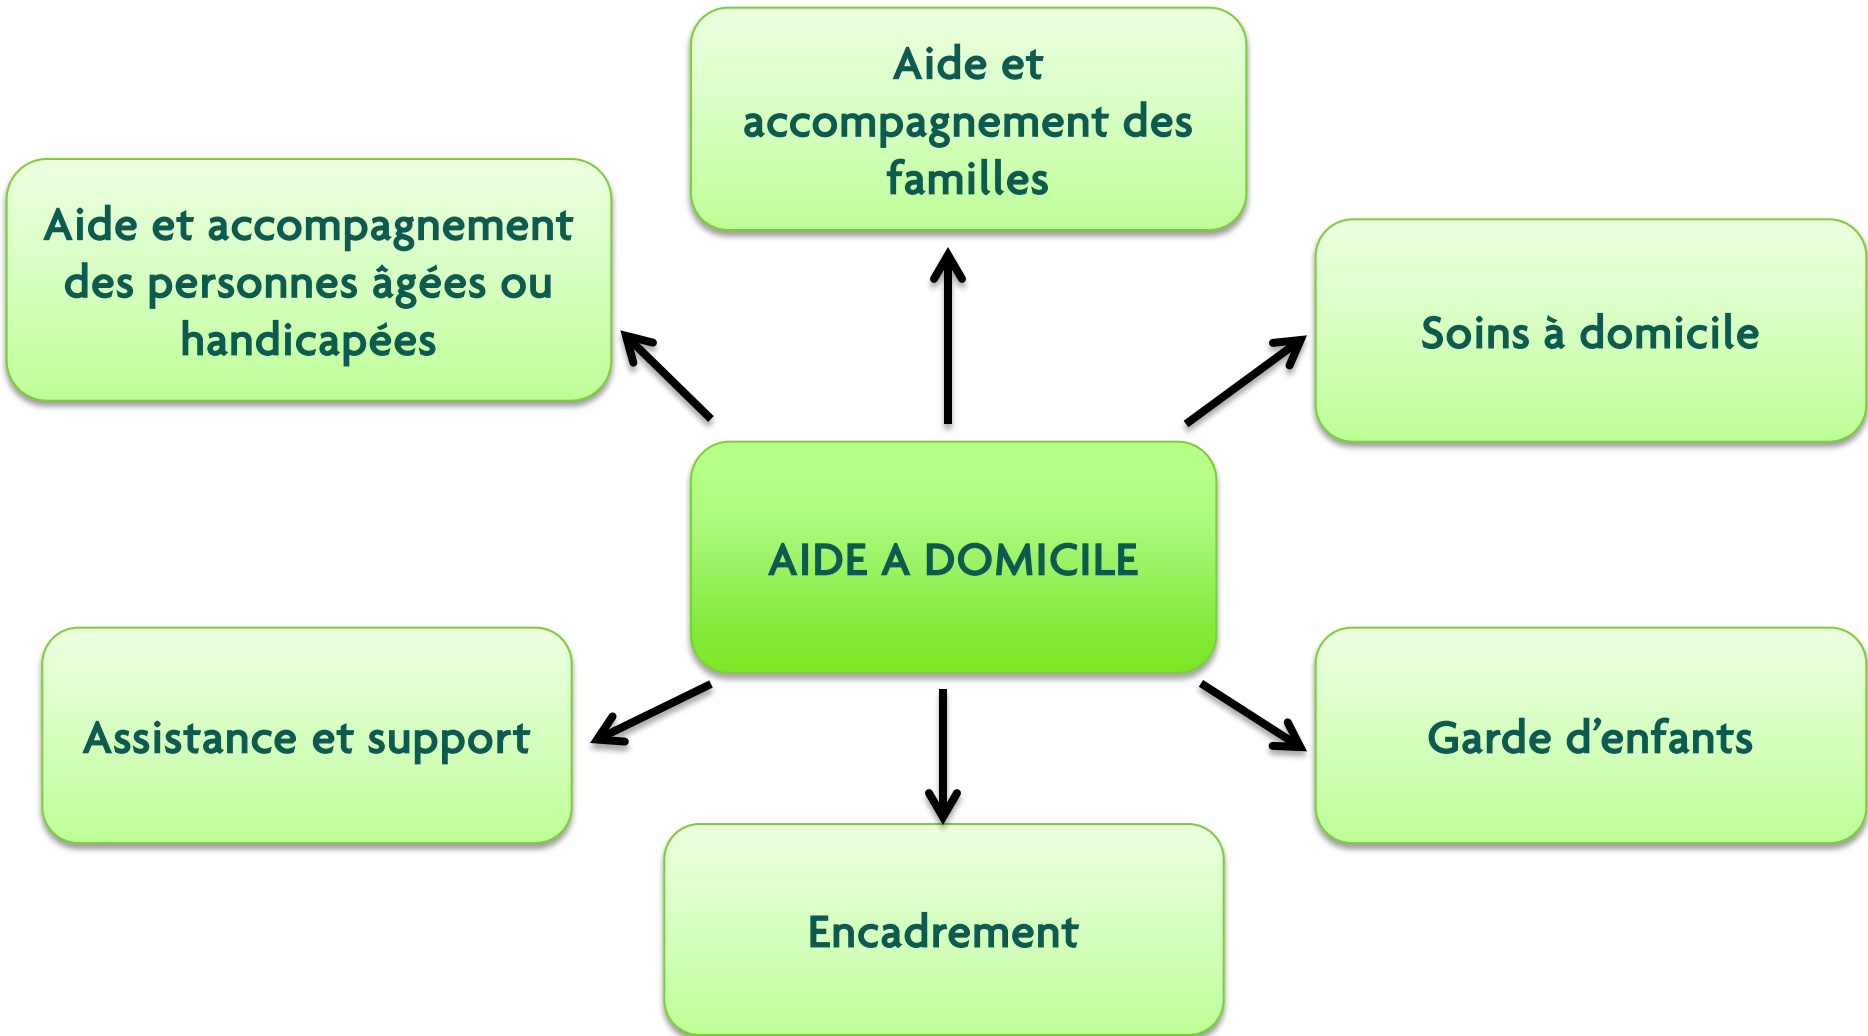 Aide et
accompagnement des
familles
Aide et accompagnement
des personnes âgées ou
handicapées
Soins à domicile
AIDE A DOMICILE
Assistance et support
Garde d’enfants
Encadrement